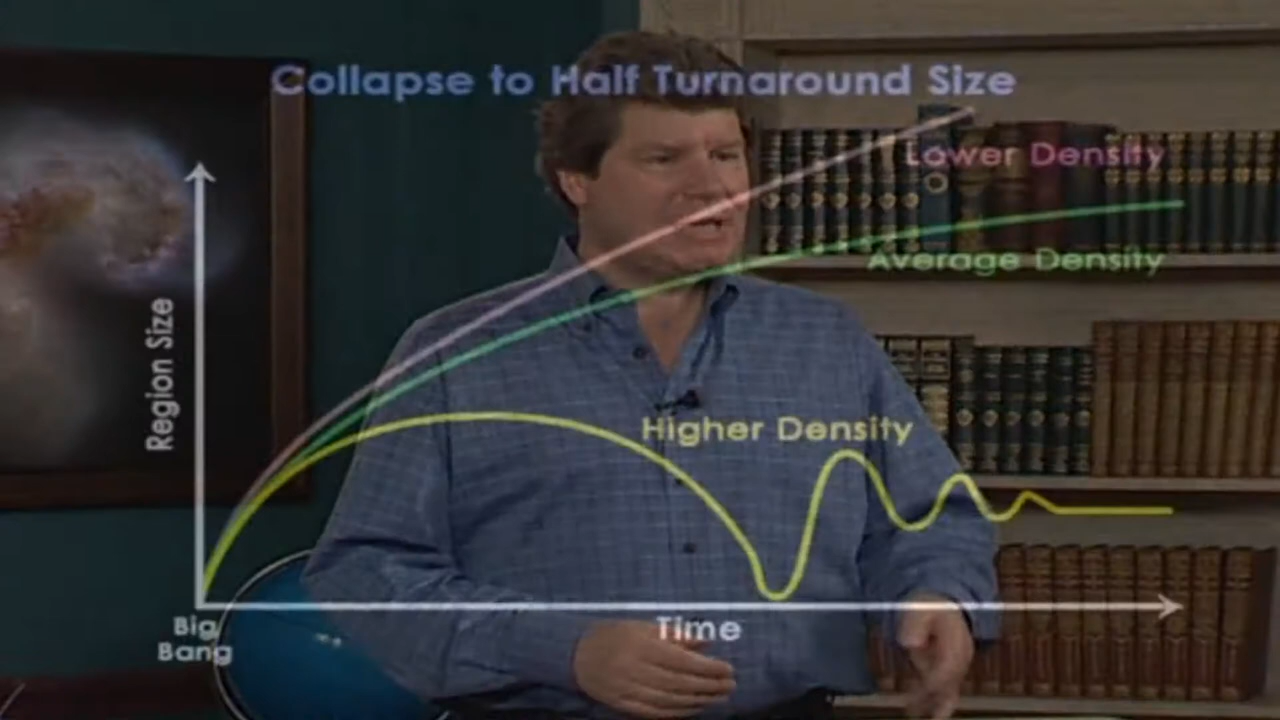 Collapse to Half Turnaround Size
Lower Density
Average Density
Region Size
Higher Density
Big
Bang
Time